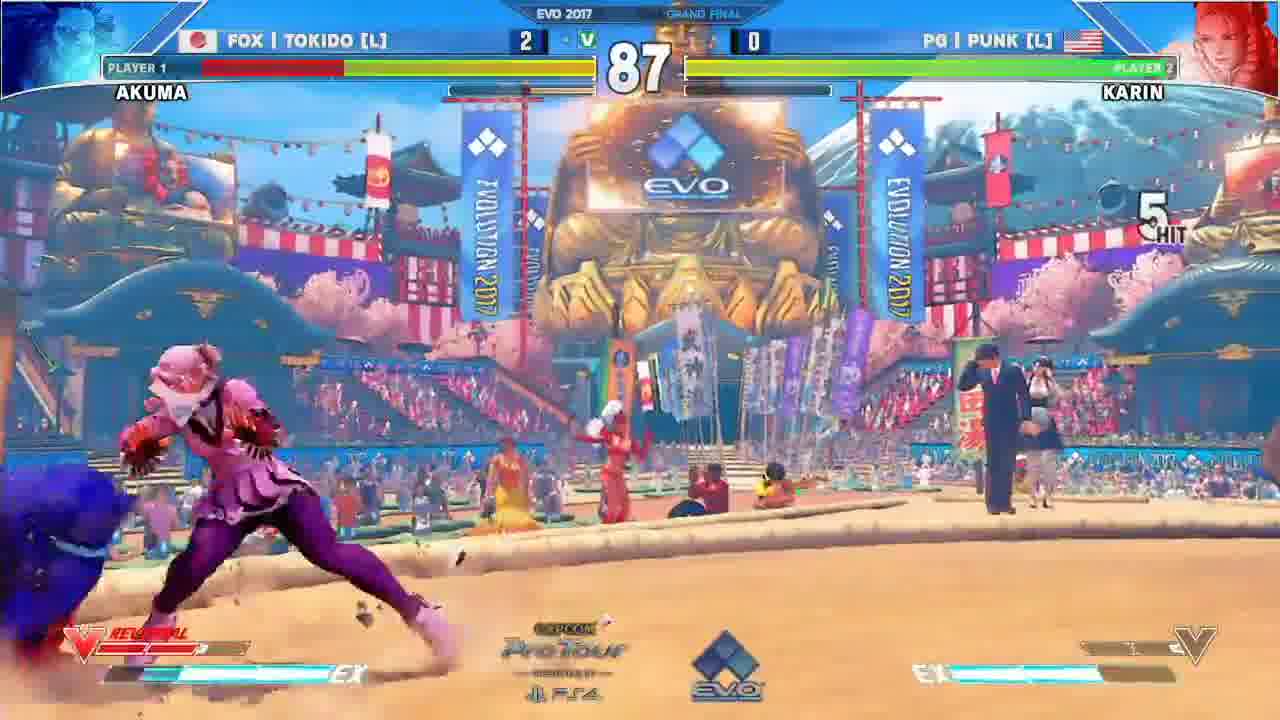 EVO 2017 GRAND FINAL
FOX | TOKIDO [L] 2 V 0 PG | PUNK [L]
PLAYER 1 87 PLAYER 2
AKUMA KARIN
EVO
EVOLUTION 2017
EVOLUTION 2017
5
HIT
REVERSAL
EX
EX
CAPCOM
Pro Tour
PS4
EVO